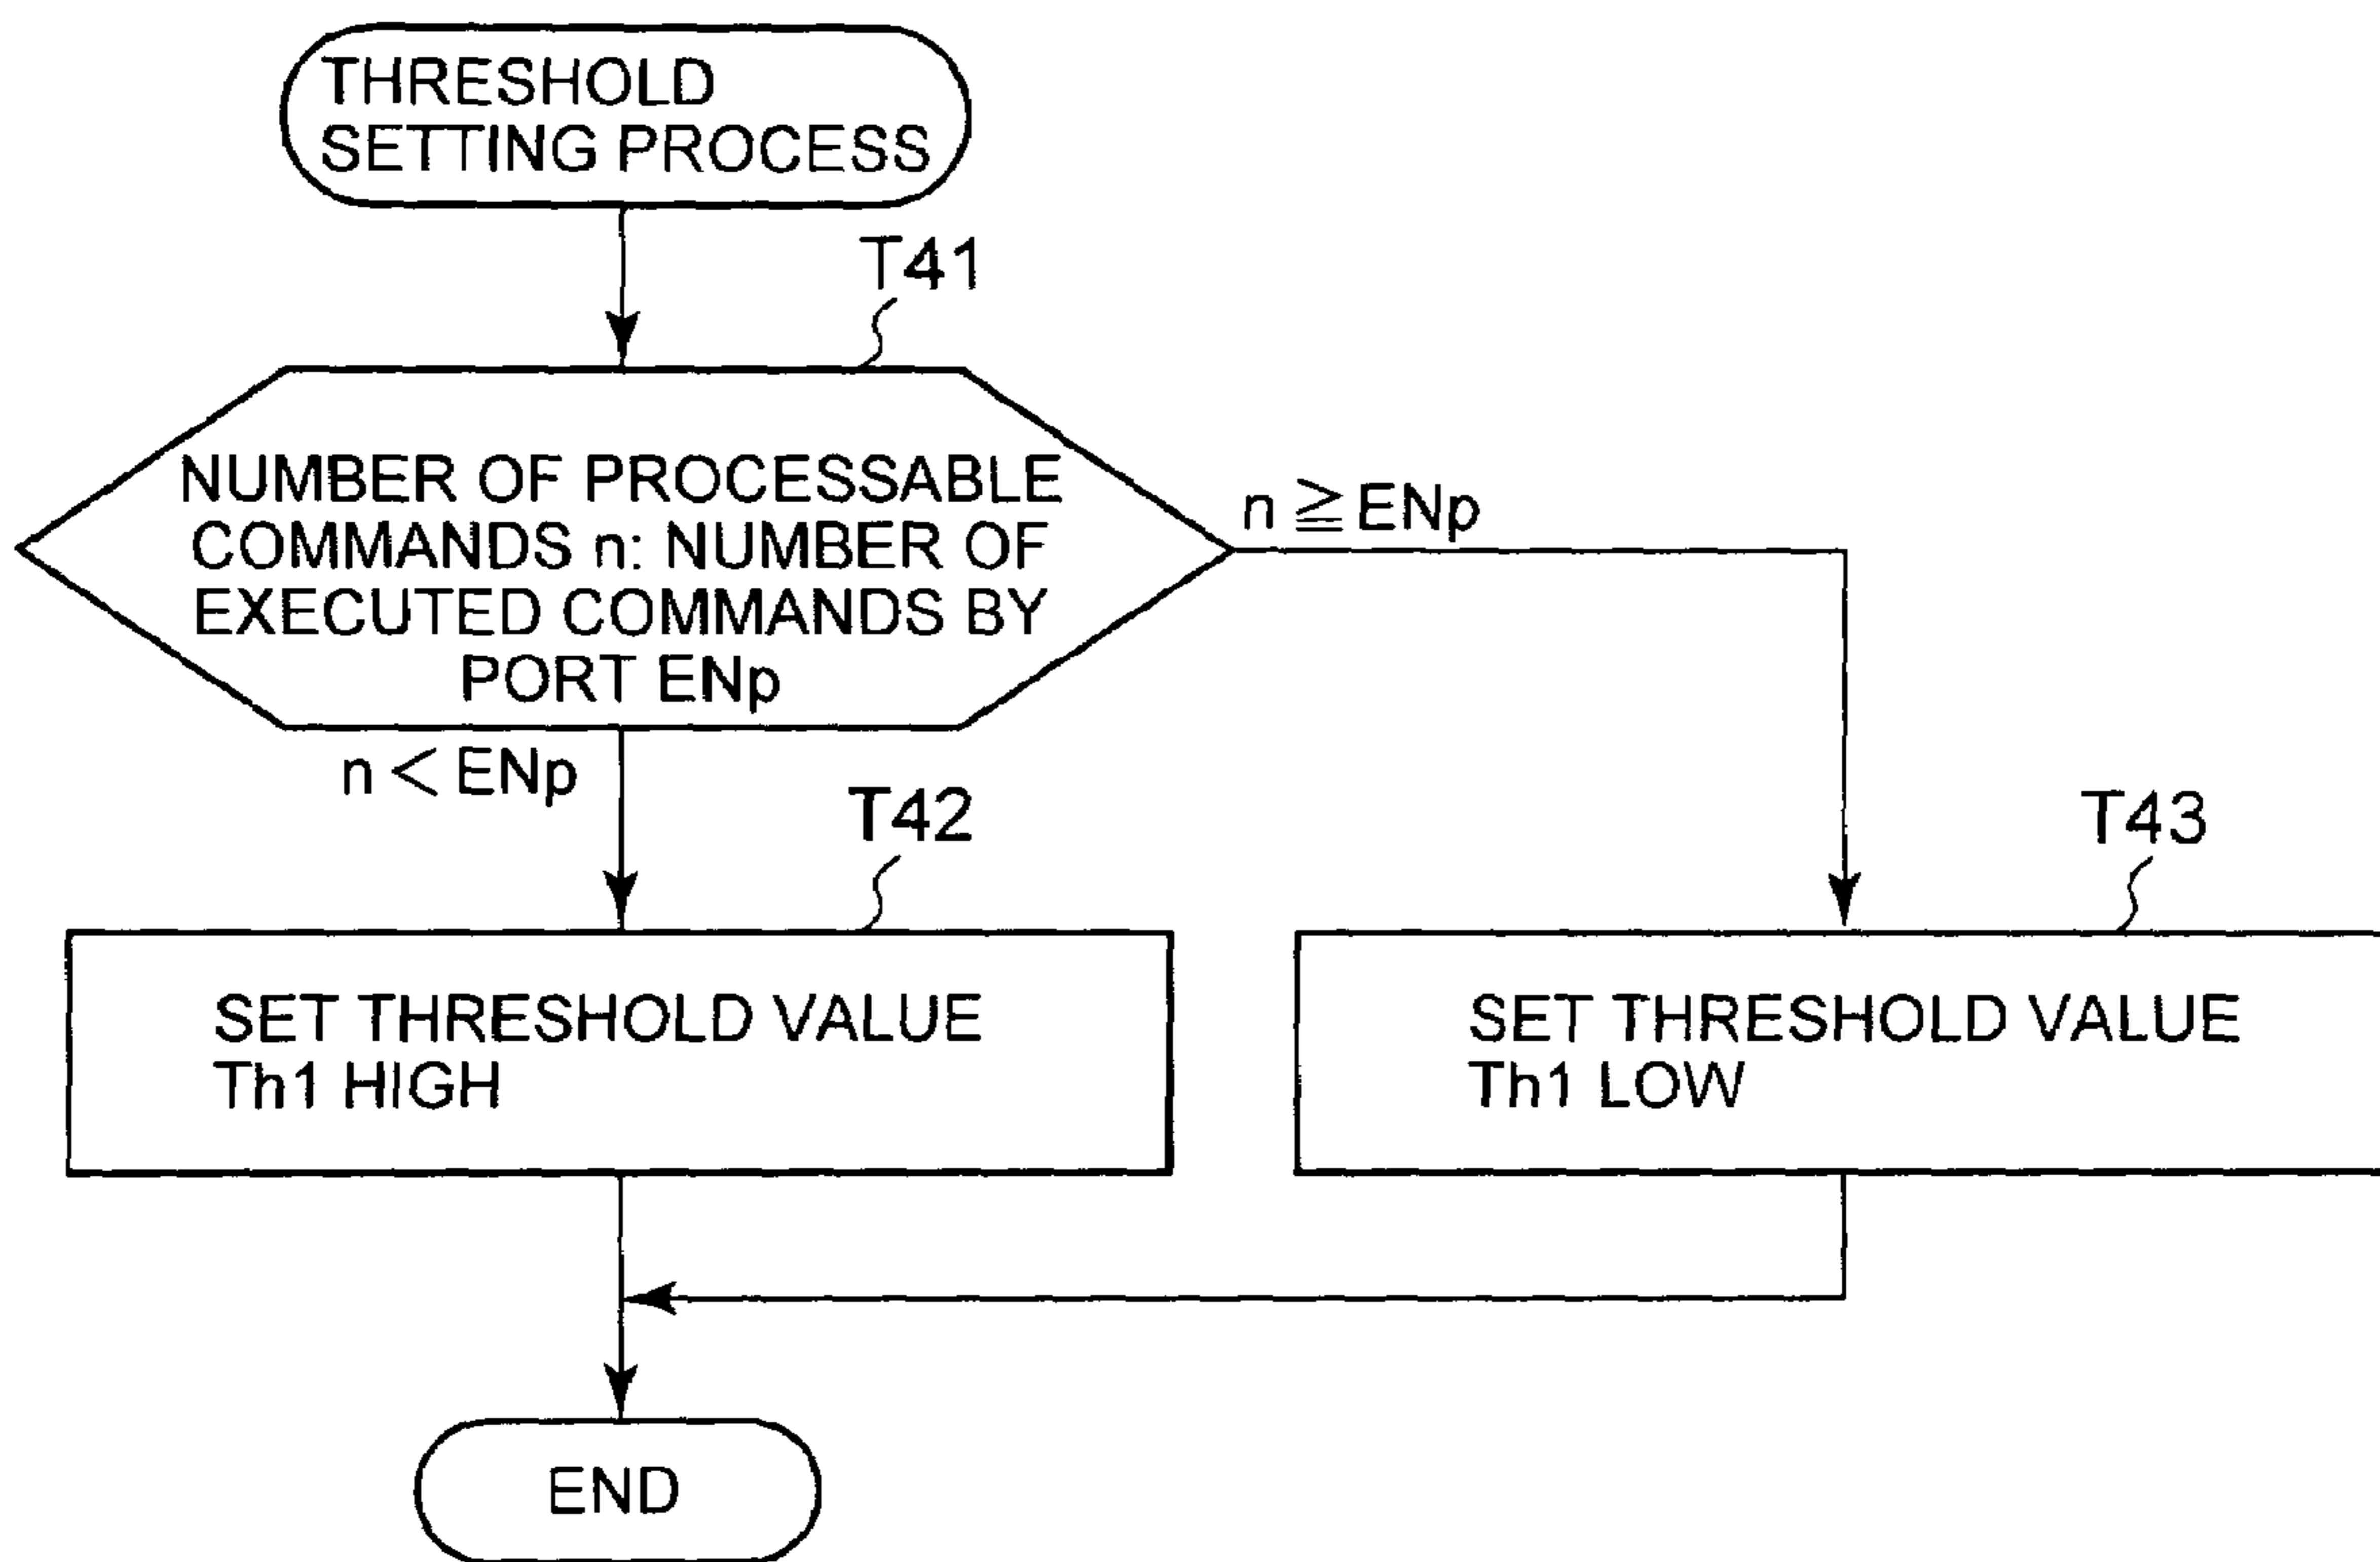 THRESHOLD
SETTING PROCESS
T41
NUMBER OF PROCESSABLE
COMMANDS n: NUMBER OF
EXECUTED COMMANDS BY
PORT ENp
n ≧ ENp
n < ENp
T42
T43
SET THRESHOLD VALUE
Th1 HIGH
SET THRESHOLD VALUE
Th1 LOW
END